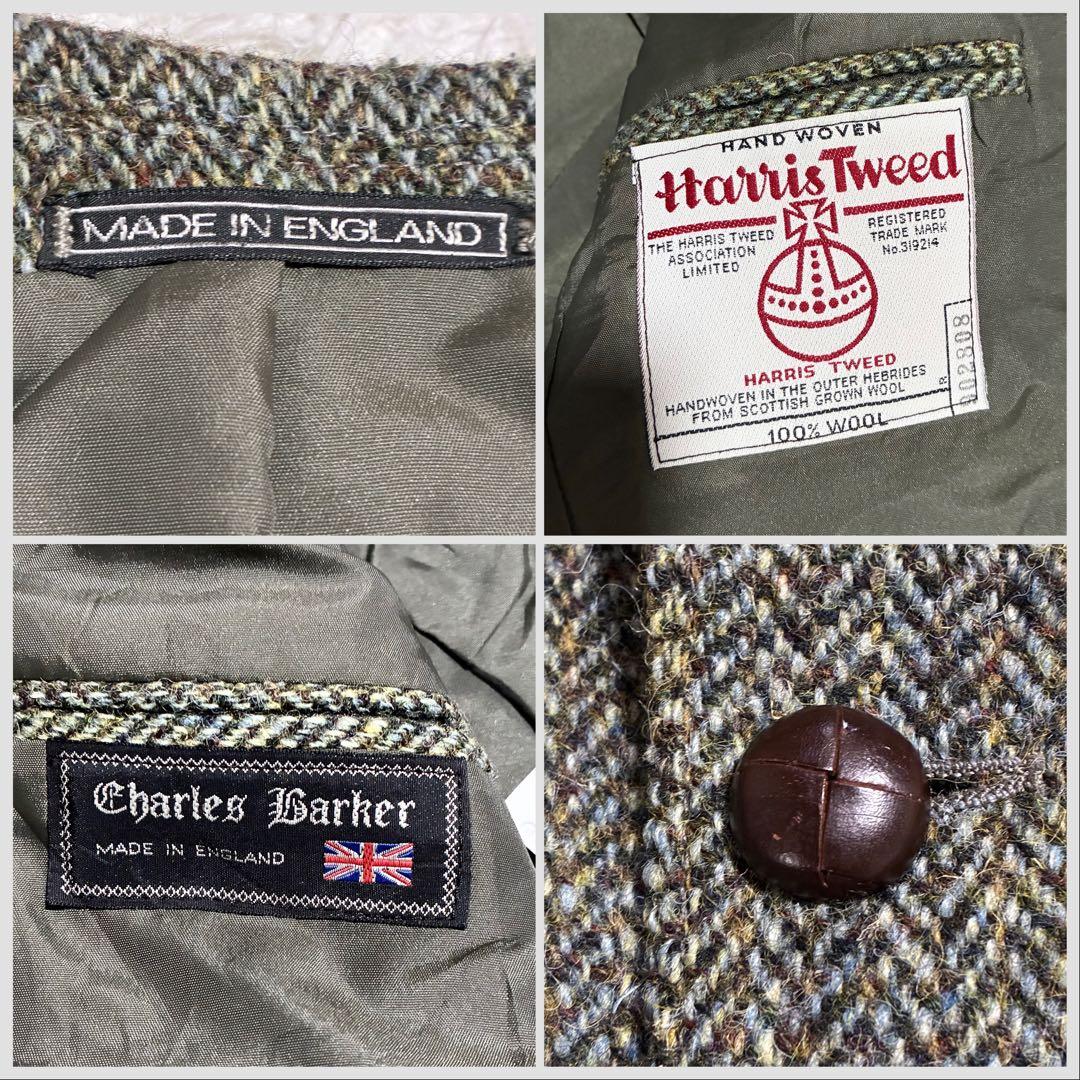 MADE IN ENGLAND
HAND WOVEN
Harris Tweed
THE HARRIS TWEED
ASSOCIATION
LIMITED
REGISTERED
TRADE MARK
No.319214
HARRIS TWEED
HANDWOVEN IN THE OUTER HEBRIDES
FROM SCOTTISH GROWN WOOL
R
100% WOOL
Charles Barker
MADE IN ENGLAND